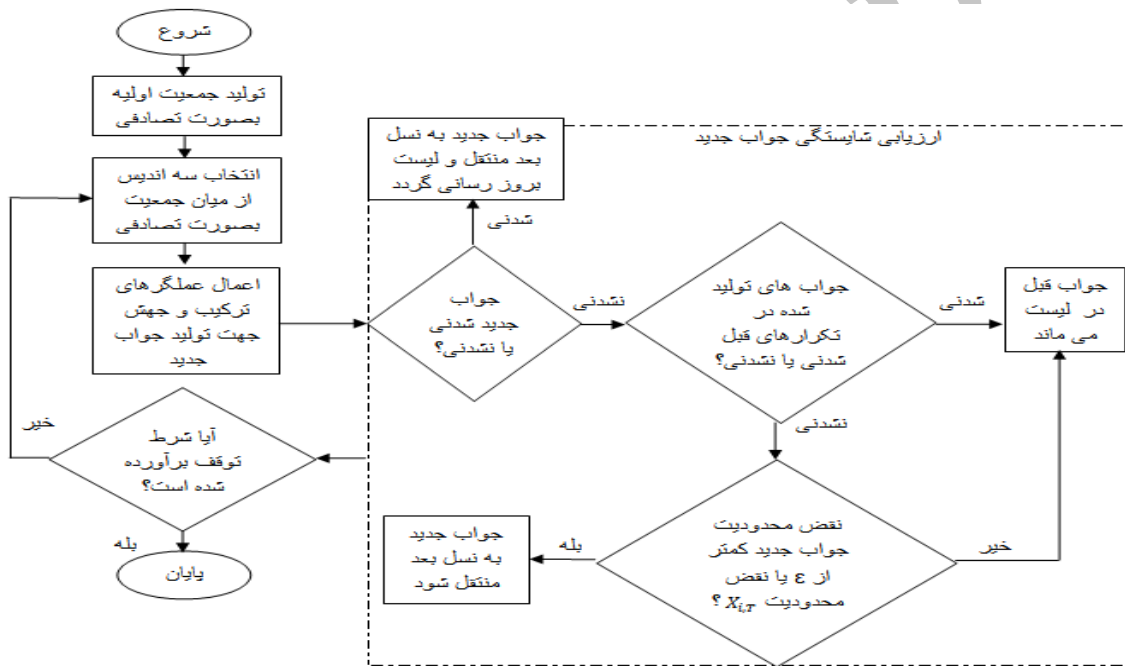 شروع
تولید جمعیت اولیه
بصورت تصادفی
انتخاب سه اندیس
از میان جمعیت
بصورت تصادفی
اعمال عملگرهای
ترکیب و جهش
جهت تولید جواب
جدید
آیا شرط
توقف برآورده
شده است؟
خیر
بله
پایان
ارزیابی شایستگی جواب جدید
جواب جدید به نسل
بعد منتقل و لیست
بروز رسانی گردد
شدنی
جواب
جدید شدنی
یا نشدنی؟
نشدنی
جواب های تولید
شده در
تکرارهای قبل
شدنی یا نشدنی؟
شدنی
جواب قبل
در لیست
می ماند
نشدنی
نقض محدودیت
جواب جدید کمتر
از ε یا نقض
محدودیت $X_{i,T}$ ؟
خیر
بله
جواب جدید
به نسل بعد
منتقل شود